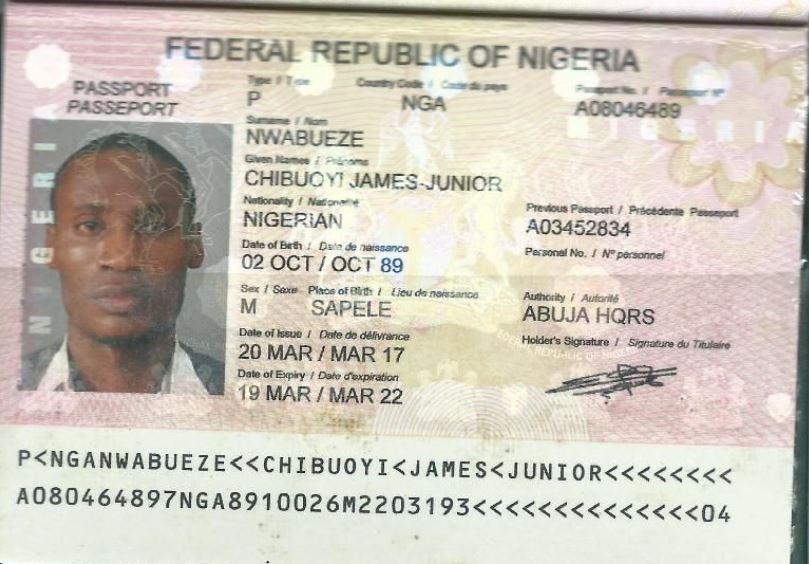 FEDERAL REPUBLIC OF NIGERIA
PASSPORT
PASSEPORT
Type / Type
P
Country Code / Code du pays
NGA
Passport No. / Passeport N°
A08046489
Surname / Nom
NWABUEZE
Given Names / Prénoms
CHIBUOYI JAMES-JUNIOR
Nationality / Nationalité
NIGERIAN
Previous Passport / Précédente Passeport
A03452834
Date of Birth / Date de naissance
02 OCT / OCT 89
Personal No. / N° personnel
Sex / Sexe Place of Birth / Lieu de naissance
M SAPELE
Authority / Autorité
ABUJA HQRS
Date of Issue / Date de délivrance
20 MAR / MAR 17
Holder's Signature / Signature du Titulaire
Date of Expiry / Date d'expiration
19 MAR / MAR 22
NIGERIA
P<NGANWABUEZE<<CHIBUOYI<JAMES<JUNIOR<<<<<<<<
A080464897NGA8910026M2203193<<<<<<<<<<<<<<04